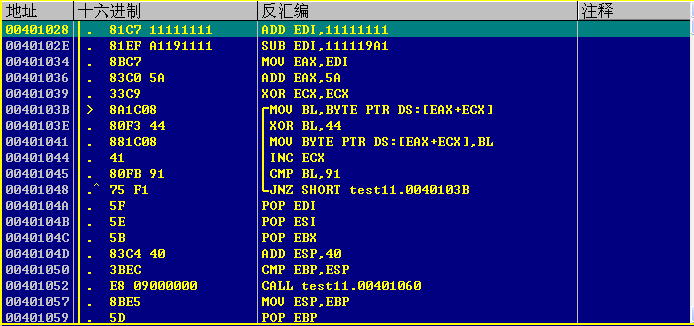 地址 十六进制 反汇编 注释
00401028 . 81C7 11111111 ADD EDI,11111111
0040102E . 81EF A1191111 SUB EDI,111119A1
00401034 . 8BC7 MOV EAX,EDI
00401036 . 83C0 5A ADD EAX,5A
00401039 . 33C9 XOR ECX,ECX
0040103B > 8A1C08 MOV BL,BYTE PTR DS:[EAX+ECX]
0040103E . 80F3 44 XOR BL,44
00401041 . 881C08 MOV BYTE PTR DS:[EAX+ECX],BL
00401044 . 41 INC ECX
00401045 . 80FB 91 CMP BL,91
00401048 .^ 75 F1 JNZ SHORT test11.0040103B
0040104A . 5F POP EDI
0040104B . 5E POP ESI
0040104C . 5B POP EBX
0040104D . 83C4 40 ADD ESP,40
00401050 . 3BEC CMP EBP,ESP
00401052 . E8 09000000 CALL test11.00401060
00401057 . 8BE5 MOV ESP,EBP
00401059 . 5D POP EBP